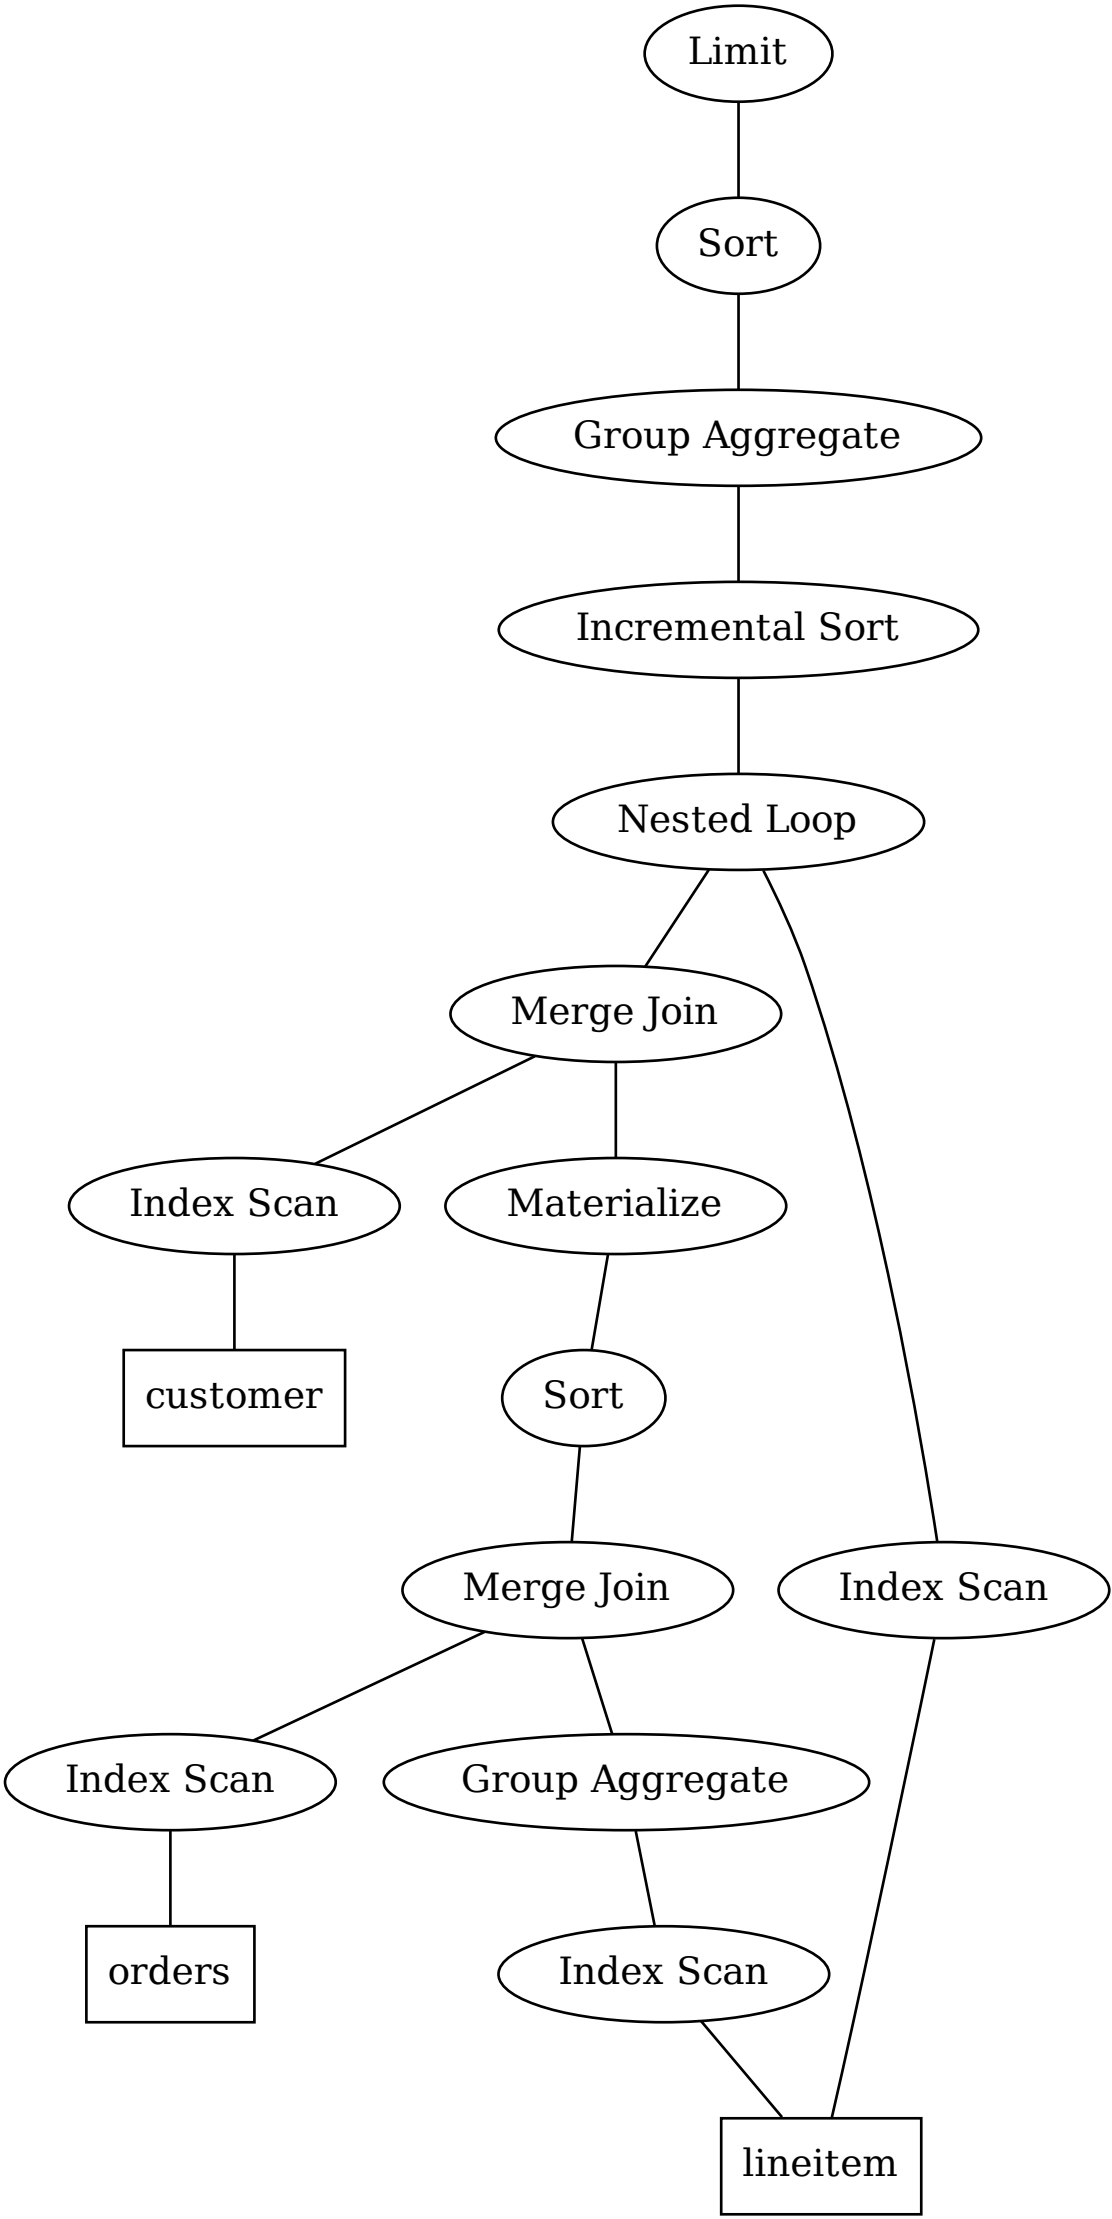 Limit
Sort
Group Aggregate
Incremental Sort
Nested Loop
Merge Join
Index Scan
Materialize
customer
Sort
Merge Join
Index Scan
Index Scan
Group Aggregate
orders
Index Scan
lineitem